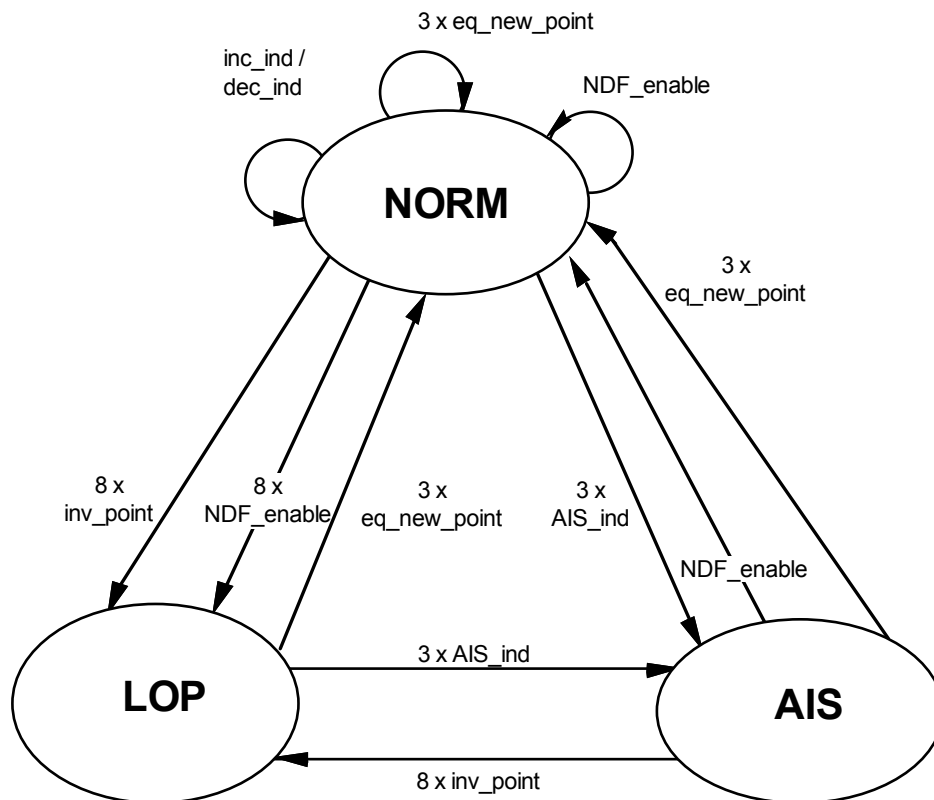 3 x eq_new_point
inc_ind /
dec_ind
NDF_enable
NORM
3 x
eq_new_point
8 x
inv_point
8 x
NDF_enable
3 x
eq_new_point
3 x
AIS_ind
NDF_enable
3 x AIS_ind
LOP
AIS
8 x inv_point